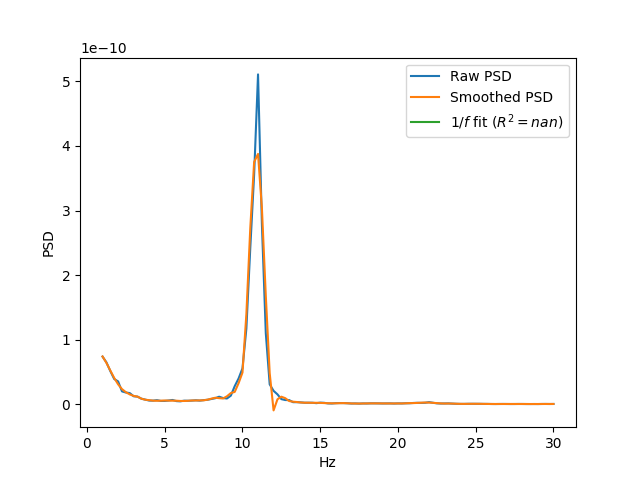 1e−10
Raw PSD
Smoothed PSD
1/f fit (R² = nan)
5
4
3
2
1
0
PSD
0 5 10 15 20 25 30
Hz